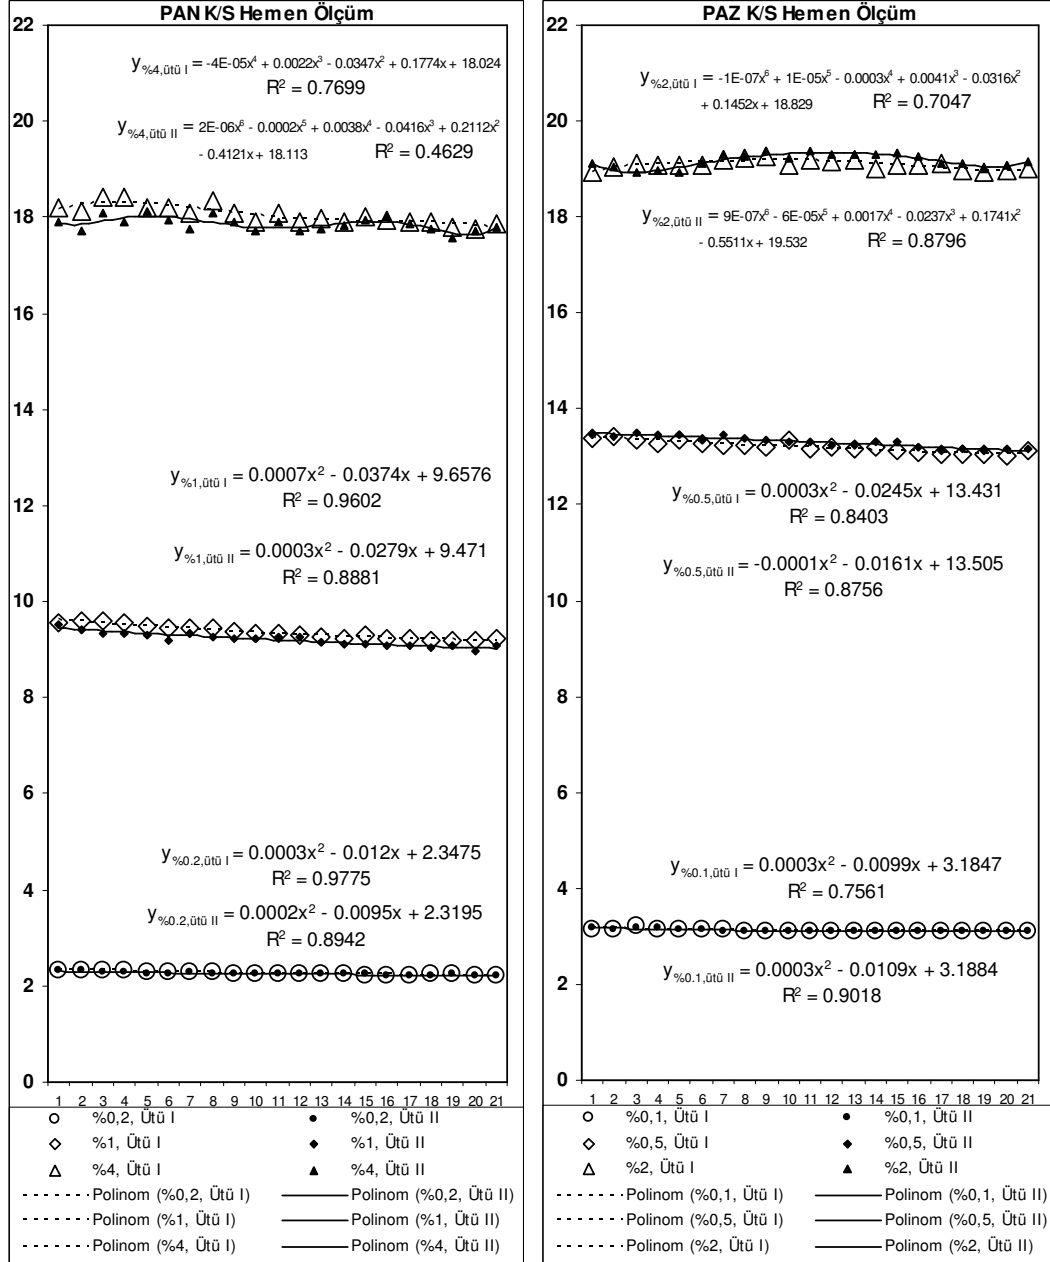 PAN K/S Hemen Ölçüm
22
20
18
16
14
12
10
8
6
4
2
0
y%4,ütü I = -4E-05x⁴ + 0.0022x³ - 0.0347x² + 0.1774x + 18.024
R² = 0.7699
y%4,ütü II = 2E-06x⁶ - 0.0002x⁵ + 0.0038x⁴ - 0.0416x³ + 0.2112x²
- 0.4121x + 18.113
R² = 0.4629
y%1,ütü I = 0.0007x² - 0.0374x + 9.6576
R² = 0.9602
y%1,ütü II = 0.0003x² - 0.0279x + 9.471
R² = 0.8881
y%0.2,ütü I = 0.0003x² - 0.012x + 2.3475
R² = 0.9775
y%0.2,ütü II = 0.0002x² - 0.0095x + 2.3195
R² = 0.8942
1 2 3 4 5 6 7 8 9 10 11 12 13 14 15 16 17 18 19 20 21
%0,2, Ütü I
%0,2, Ütü II
%1, Ütü I
%1, Ütü II
%4, Ütü I
%4, Ütü II
Polinom (%0,2, Ütü I)
Polinom (%0,2, Ütü II)
Polinom (%1, Ütü I)
Polinom (%1, Ütü II)
Polinom (%4, Ütü I)
Polinom (%4, Ütü II)
PAZ K/S Hemen Ölçüm
22
20
18
16
14
12
10
8
6
4
2
0
y%2,ütü I = -1E-07x⁶ + 1E-05x⁵ - 0.0003x⁴ + 0.0041x³ - 0.0316x²
+ 0.1452x + 18.829
R² = 0.7047
y%2,ütü II = 9E-07x⁶ - 6E-05x⁵ + 0.0017x⁴ - 0.0237x³ + 0.1741x²
- 0.5511x + 19.532
R² = 0.8796
y%0.5,ütü I = 0.0003x² - 0.0245x + 13.431
R² = 0.8403
y%0.5,ütü II = -0.0001x² - 0.0161x + 13.505
R² = 0.8756
y%0.1,ütü I = 0.0003x² - 0.0099x + 3.1847
R² = 0.7561
y%0.1,ütü II = 0.0003x² - 0.0109x + 3.1884
R² = 0.9018
1 2 3 4 5 6 7 8 9 10 11 12 13 14 15 16 17 18 19 20 21
%0,1, Ütü I
%0,1, Ütü II
%0,5, Ütü I
%0,5, Ütü II
%2, Ütü I
%2, Ütü II
Polinom (%0,1, Ütü I)
Polinom (%0,1, Ütü II)
Polinom (%0,5, Ütü I)
Polinom (%0,5, Ütü II)
Polinom (%2, Ütü I)
Polinom (%2, Ütü II)